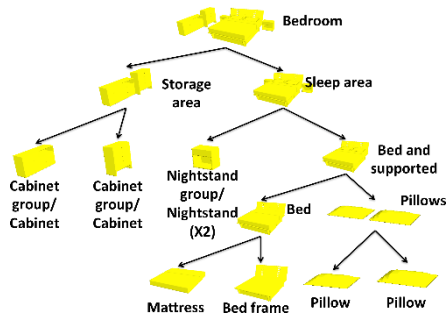 Bedroom
Storage
area
Sleep area
Cabinet
group/
Cabinet
Cabinet
group/
Cabinet
Nightstand
group/
Nightstand
(X2)
Bed and
supported
Bed
Pillows
Mattress
Bed frame
Pillow
Pillow